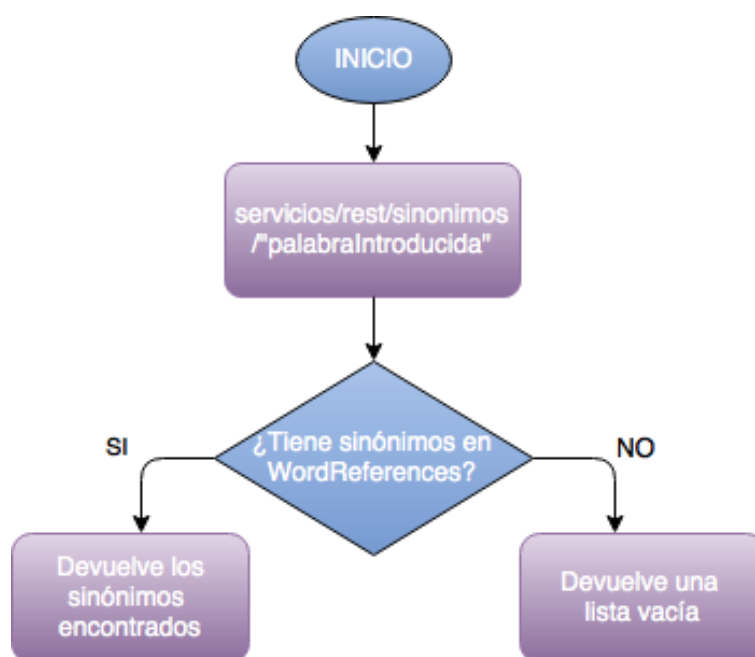 INICIO
servicios/rest/sinonimos
/"palabraIntroducida"
¿Tiene sinónimos en
WordReferences?
SI
NO
Devuelve los
sinónimos
encontrados
Devuelve una
lista vacía